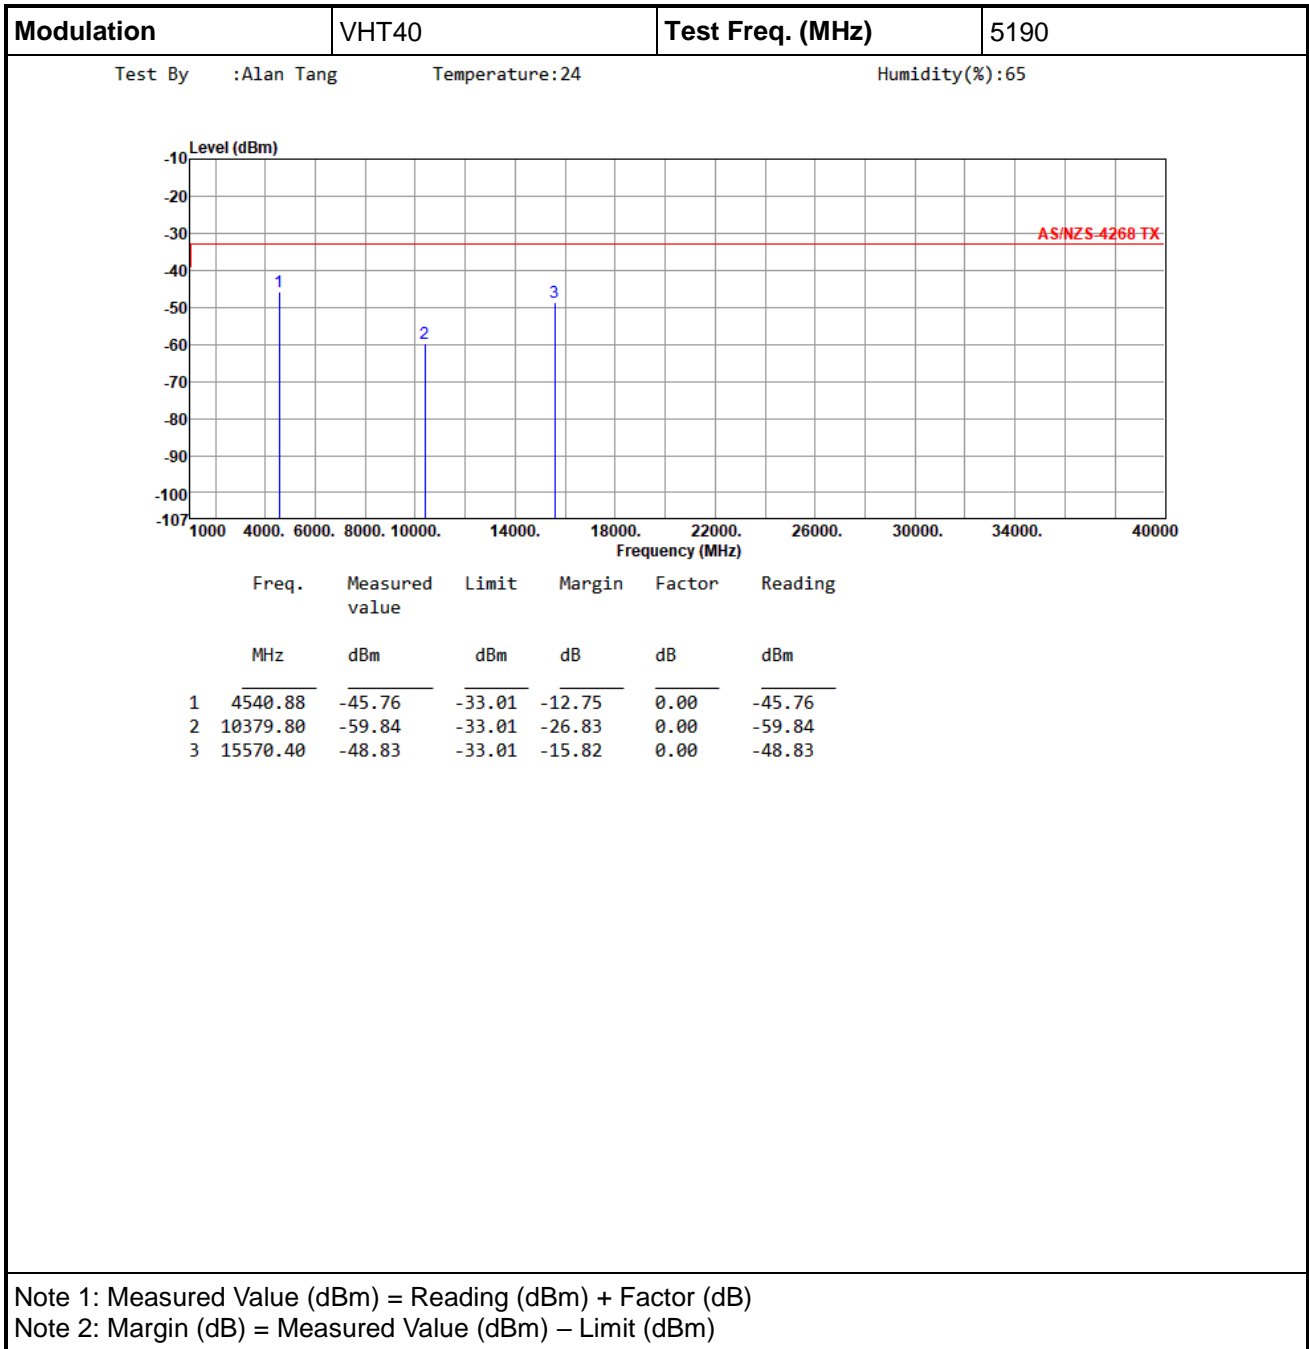 Modulation VHT40 Test Freq. (MHz) 5190
Test By :Alan Tang Temperature:24 Humidity(%):65
Level (dBm)
-10
-20
-30
AS/NZS-4268 TX
-40
1
3
-50
2
-60
-70
-80
-90
-100
-107
1000 4000. 6000. 8000. 10000. 14000. 18000. 22000. 26000. 30000. 34000. 40000
Frequency (MHz)
Freq. Measured Limit Margin Factor Reading
value
MHz dBm dBm dB dB dBm
1 4540.88 -45.76 -33.01 -12.75 0.00 -45.76
2 10379.80 -59.84 -33.01 -26.83 0.00 -59.84
3 15570.40 -48.83 -33.01 -15.82 0.00 -48.83
Note 1: Measured Value (dBm) = Reading (dBm) + Factor (dB)
Note 2: Margin (dB) = Measured Value (dBm) – Limit (dBm)